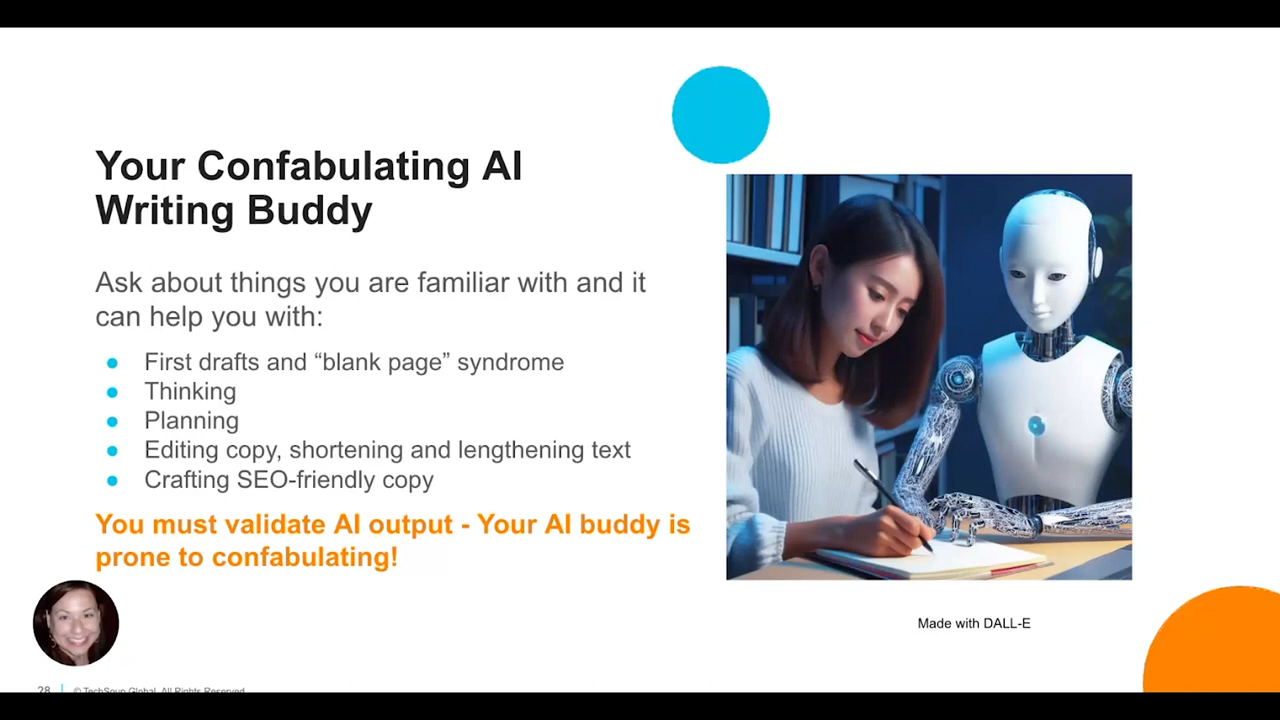 Your Confabulating AI
Writing Buddy
Ask about things you are familiar with and it
can help you with:
● First drafts and “blank page” syndrome
● Thinking
● Planning
● Editing copy, shortening and lengthening text
● Crafting SEO-friendly copy
You must validate AI output - Your AI buddy is
prone to confabulating!
Made with DALL-E
28 | © TechSoup Global. All Rights Reserved